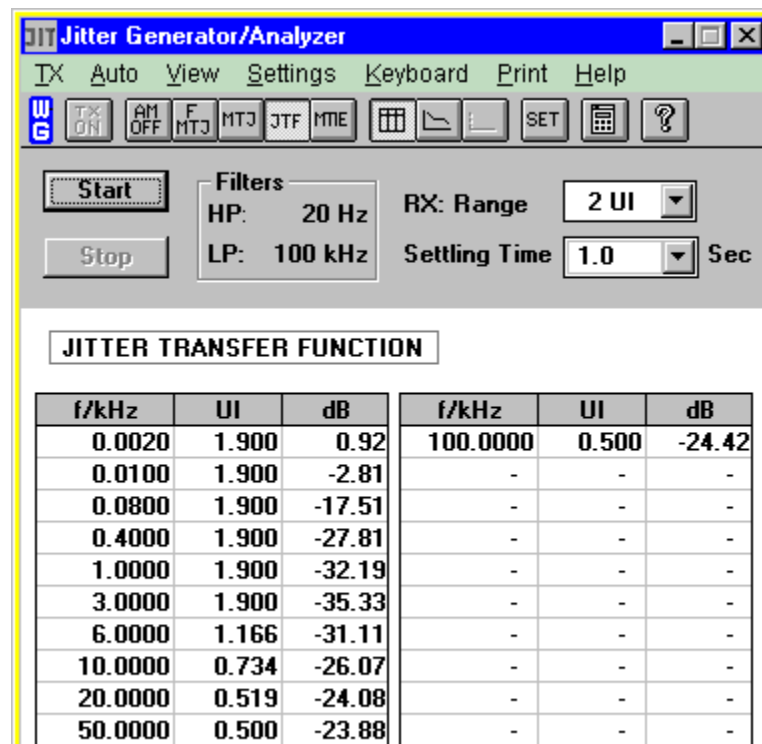 JIT Jitter Generator/Analyzer
TX Auto View Settings Keyboard Print Help
WG TX ON AM OFF F MTJ MTJ JTF MTIE SET ?
Start
Stop
Filters
HP: 20 Hz
LP: 100 kHz
RX: Range 2 UI
Settling Time 1.0 Sec
JITTER TRANSFER FUNCTION
f/kHz UI dB f/kHz UI dB
0.0020 1.900 0.92 100.0000 0.500 -24.42
0.0100 1.900 -2.81 - - -
0.0800 1.900 -17.51 - - -
0.4000 1.900 -27.81 - - -
1.0000 1.900 -32.19 - - -
3.0000 1.900 -35.33 - - -
6.0000 1.166 -31.11 - - -
10.0000 0.734 -26.07 - - -
20.0000 0.519 -24.08 - - -
50.0000 0.500 -23.88 - - -